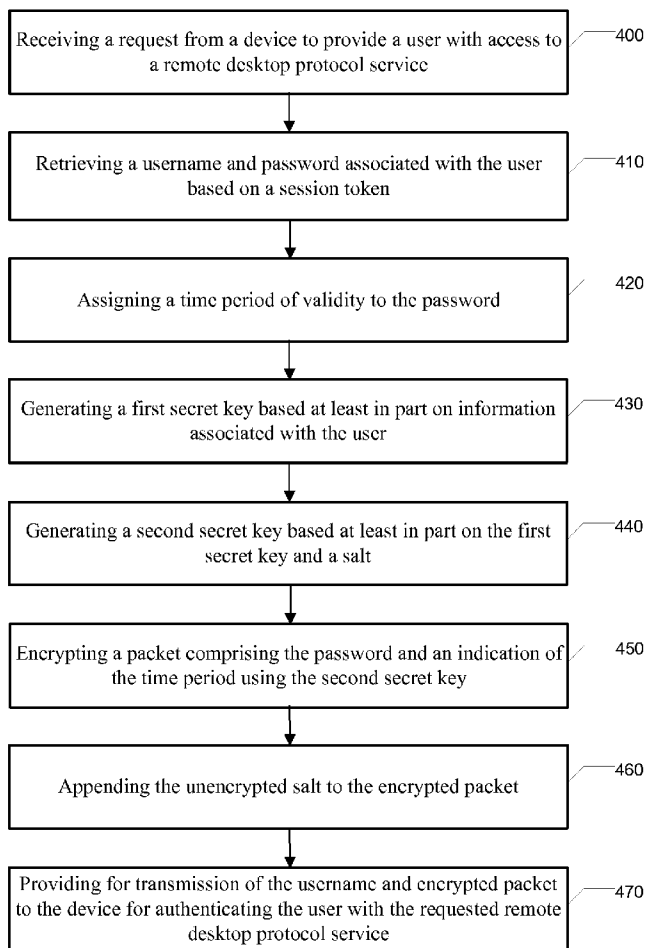 Receiving a request from a device to provide a user with access to
a remote desktop protocol service
400
Retrieving a username and password associated with the user
based on a session token
410
Assigning a time period of validity to the password
420
Generating a first secret key based at least in part on information
associated with the user
430
Generating a second secret key based at least in part on the first
secret key and a salt
440
Encrypting a packet comprising the password and an indication of
the time period using the second secret key
450
Appending the unencrypted salt to the encrypted packet
460
Providing for transmission of the username and encrypted packet
to the device for authenticating the user with the requested remote
desktop protocol service
470